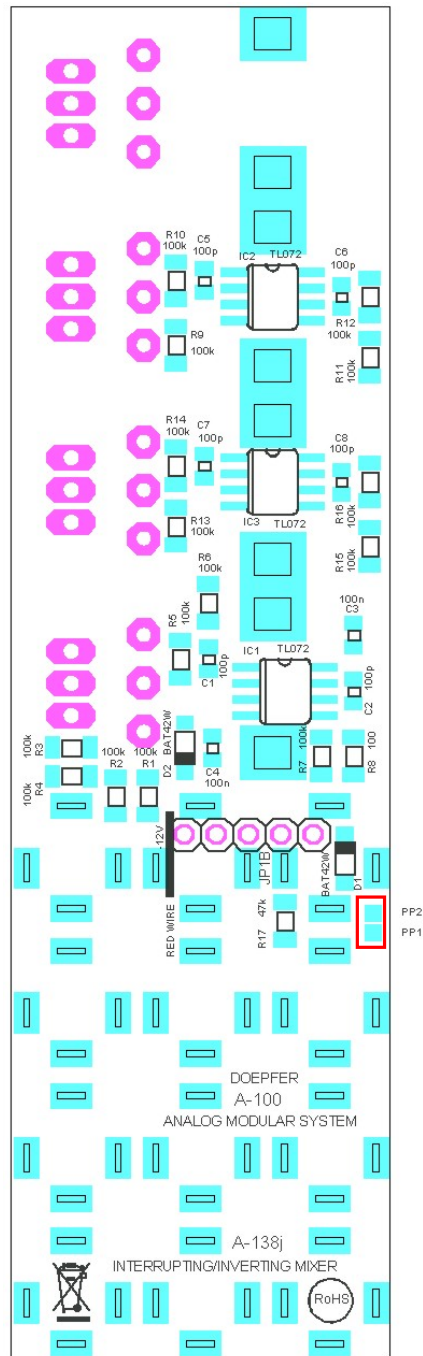 R10
100k
C5
100p
IC2
TL072
C6
100p
R12
100k
R9
100k
R11
100k
R14
100k
C7
100p
C8
100p
R16
100k
R13
100k
IC3
TL072
R15
100k
R6
100k
R5
100k
100n
C3
IC1
TL072
C1
100p
C2
100p
100k
R3
100k
R4
100k
R2
100k
R1
D2
BAT42W
C4
100n
100k
R7
100
R8
-12V
RED WIRE
JP1B
BAT42W
D1
47k
R17
PP2
PP1
DOEPFER
A-100
ANALOG MODULAR SYSTEM
A-138j
INTERRUPTING/INVERTING MIXER
RoHS